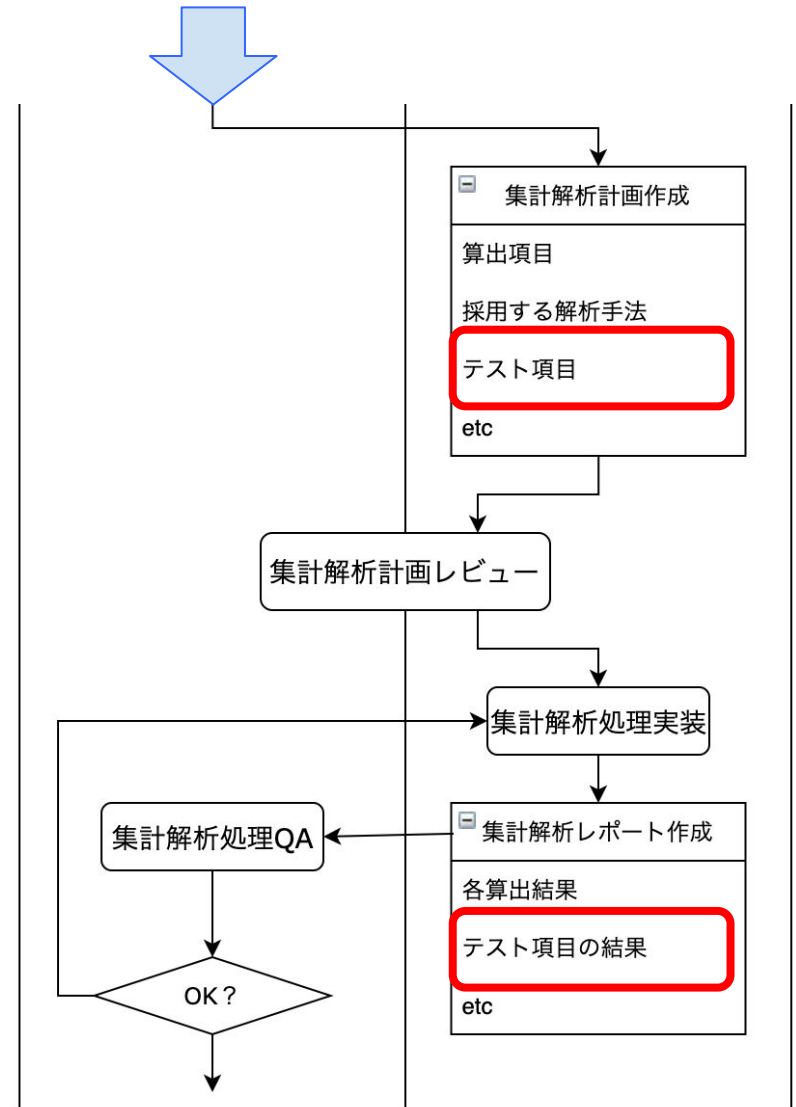 集計解析計画作成
算出項目
採用する解析手法
テスト項目
etc
集計解析計画レビュー
集計解析処理実装
集計解析処理QA
集計解析レポート作成
各算出結果
テスト項目の結果
etc
OK？